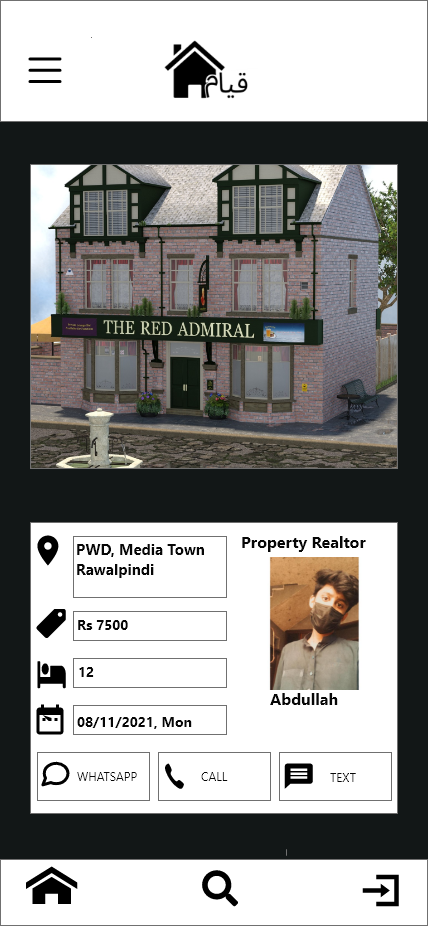 قیام
THE RED ADMIRAL
PWD, Media Town
Rawalpindi
Property Realtor
Rs 7500
12
08/11/2021, Mon
Abdullah
WHATSAPP
CALL
TEXT